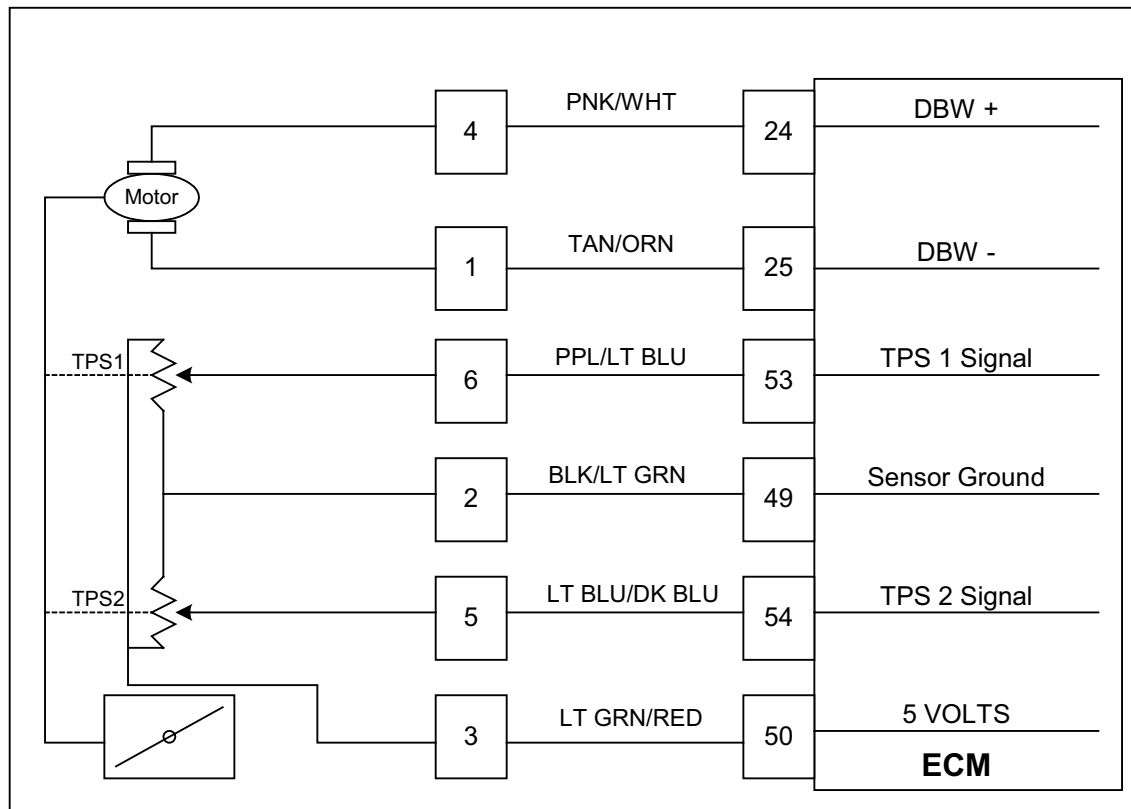 PNK/WHT
4
24
DBW +
Motor
TAN/ORN
1
25
DBW -
TPS1
PPL/LT BLU
6
53
TPS 1 Signal
BLK/LT GRN
2
49
Sensor Ground
TPS2
LT BLU/DK BLU
5
54
TPS 2 Signal
LT GRN/RED
3
50
5 VOLTS
ECM